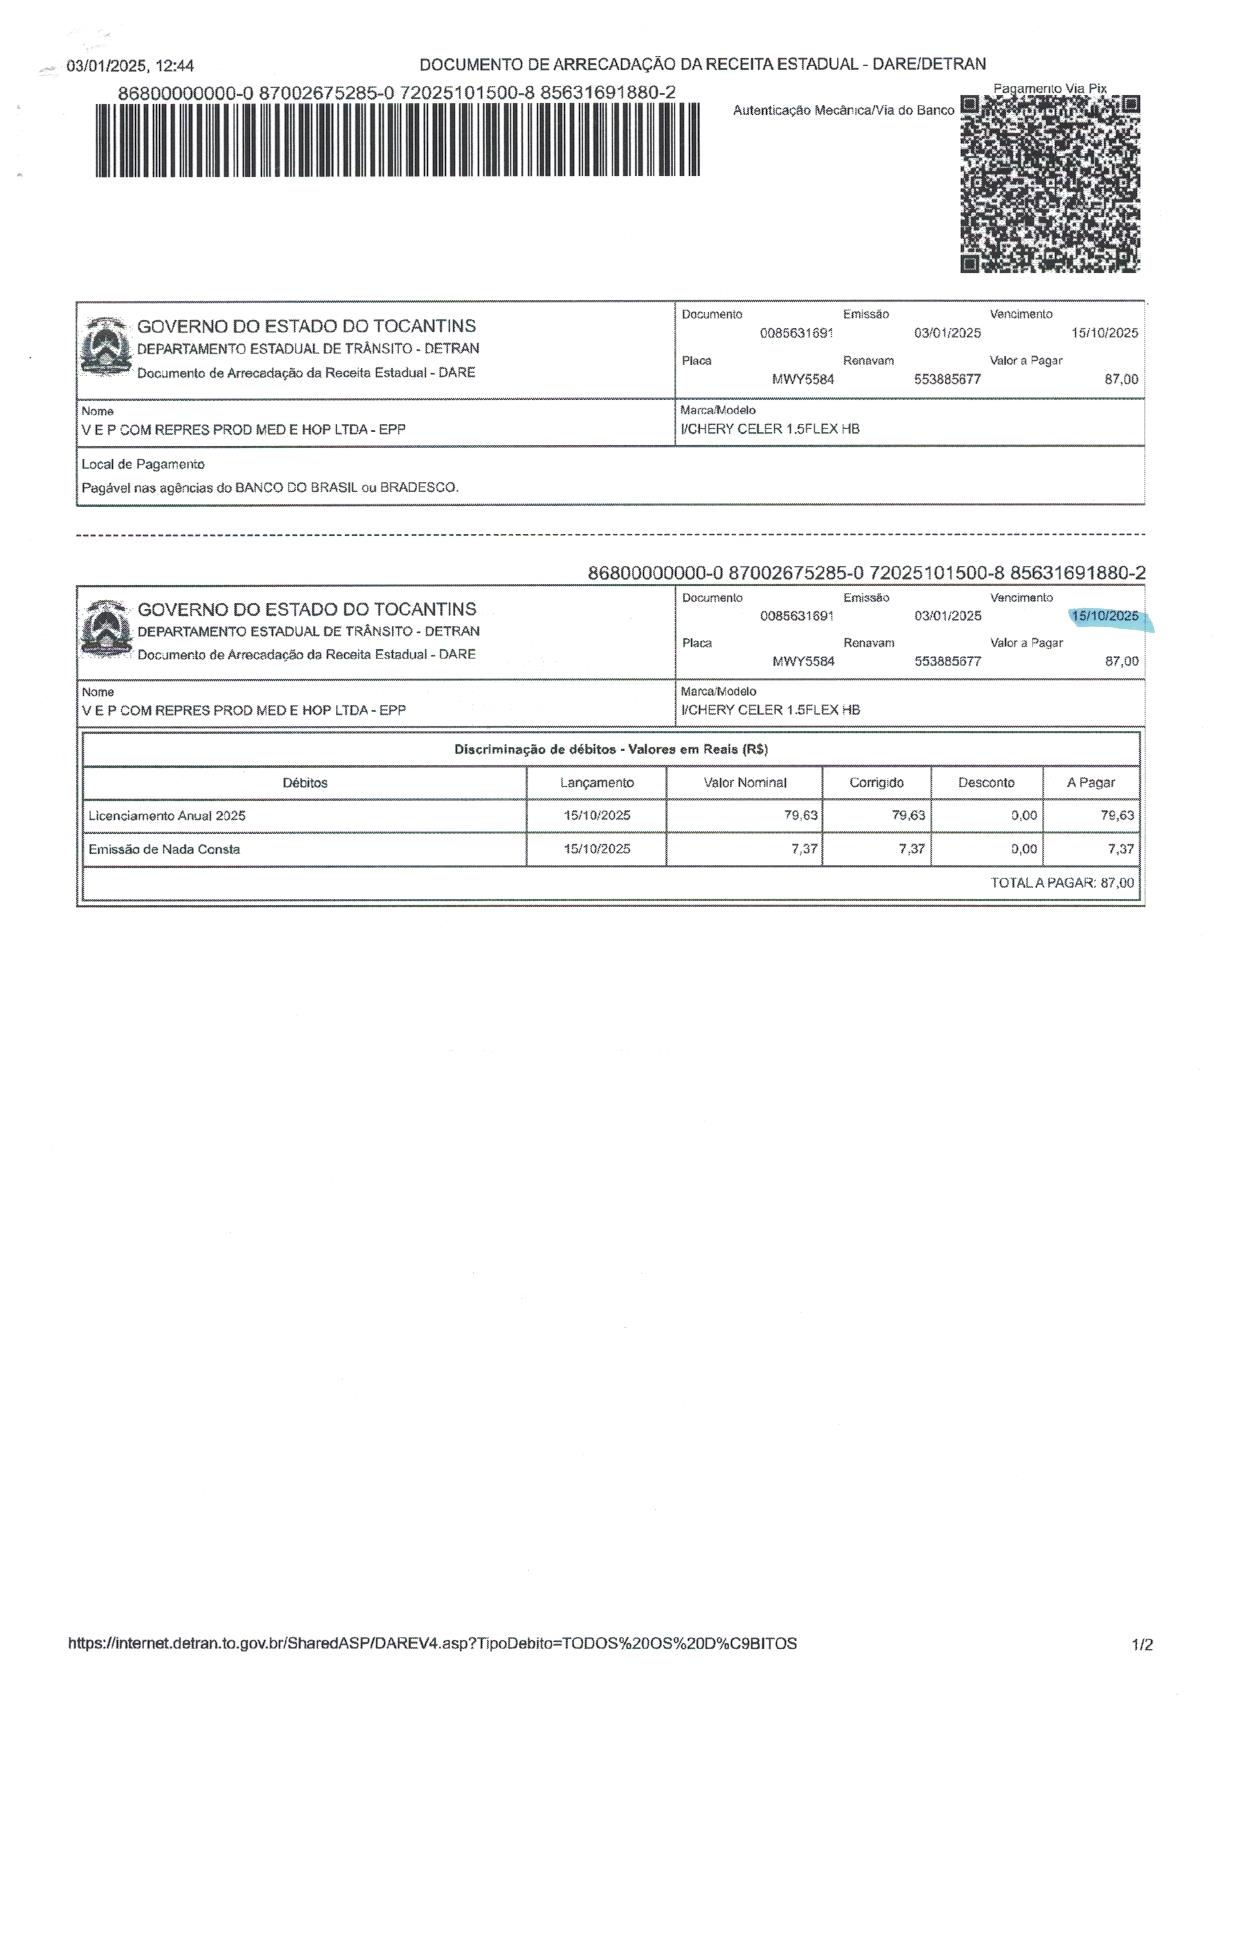 03/01/2025, 12:44 DOCUMENTO DE ARRECADAÇÃO DA RECEITA ESTADUAL - DARE/DETRAN
86800000000-0 87002675285-0 72025101500-8 85631691880-2
Pagamento Via Pix
Autenticação Mecânica/Via do Banco
GOVERNO DO ESTADO DO TOCANTINS
DEPARTAMENTO ESTADUAL DE TRÂNSITO - DETRAN
Documento de Arrecadação da Receita Estadual - DARE
Documento Emissão Vencimento
0085631691 03/01/2025 15/10/2025
Placa Renavam Valor a Pagar
MWY5584 553885677 87,00
Nome
V E P COM REPRES PROD MED E HOP LTDA - EPP
Marca/Modelo
I/CHERY CELER 1.5FLEX HB
Local de Pagamento
Pagável nas agências do BANCO DO BRASIL ou BRADESCO.
86800000000-0 87002675285-0 72025101500-8 85631691880-2
GOVERNO DO ESTADO DO TOCANTINS
DEPARTAMENTO ESTADUAL DE TRÂNSITO - DETRAN
Documento de Arrecadação da Receita Estadual - DARE
Documento Emissão Vencimento
0085631691 03/01/2025 15/10/2025
Placa Renavam Valor a Pagar
MWY5584 553885677 87,00
Nome
V E P COM REPRES PROD MED E HOP LTDA - EPP
Marca/Modelo
I/CHERY CELER 1.5FLEX HB
Discriminação de débitos - Valores em Reais (R$)
Débitos Lançamento Valor Nominal Corrigido Desconto A Pagar
Licenciamento Anual 2025 15/10/2025 79,63 79,63 0,00 79,63
Emissão de Nada Consta 15/10/2025 7,37 7,37 0,00 7,37
TOTAL A PAGAR: 87,00
https://internet.detran.to.gov.br/SharedASP/DAREV4.asp?TipoDebito=TODOS%20OS%20D%C9BITOS 1/2